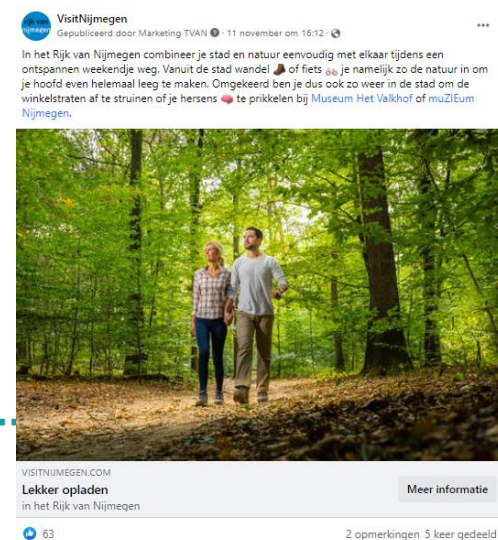 rijk van
nijmegen
VisitNijmegen
Gepubliceerd door Marketing TVAN · 11 november om 16:12 ·
In het Rijk van Nijmegen combineer je stad en natuur eenvoudig met elkaar tijdens een
ontspannen weekendje weg. Vanuit de stad wandel 🥾 of fiets 🚲 je namelijk zo de natuur in om
je hoofd even helemaal leeg te maken. Omgekeerd ben je dus ook zo weer in de stad om de
winkelstraten af te struinen of je hersens 🧠 te prikkelen bij Museum Het Valkhof of muZIEum
Nijmegen.
VISITNIJMEGEN.COM
Lekker opladen
in het Rijk van Nijmegen
Meer informatie
63
2 opmerkingen 5 keer gedeeld